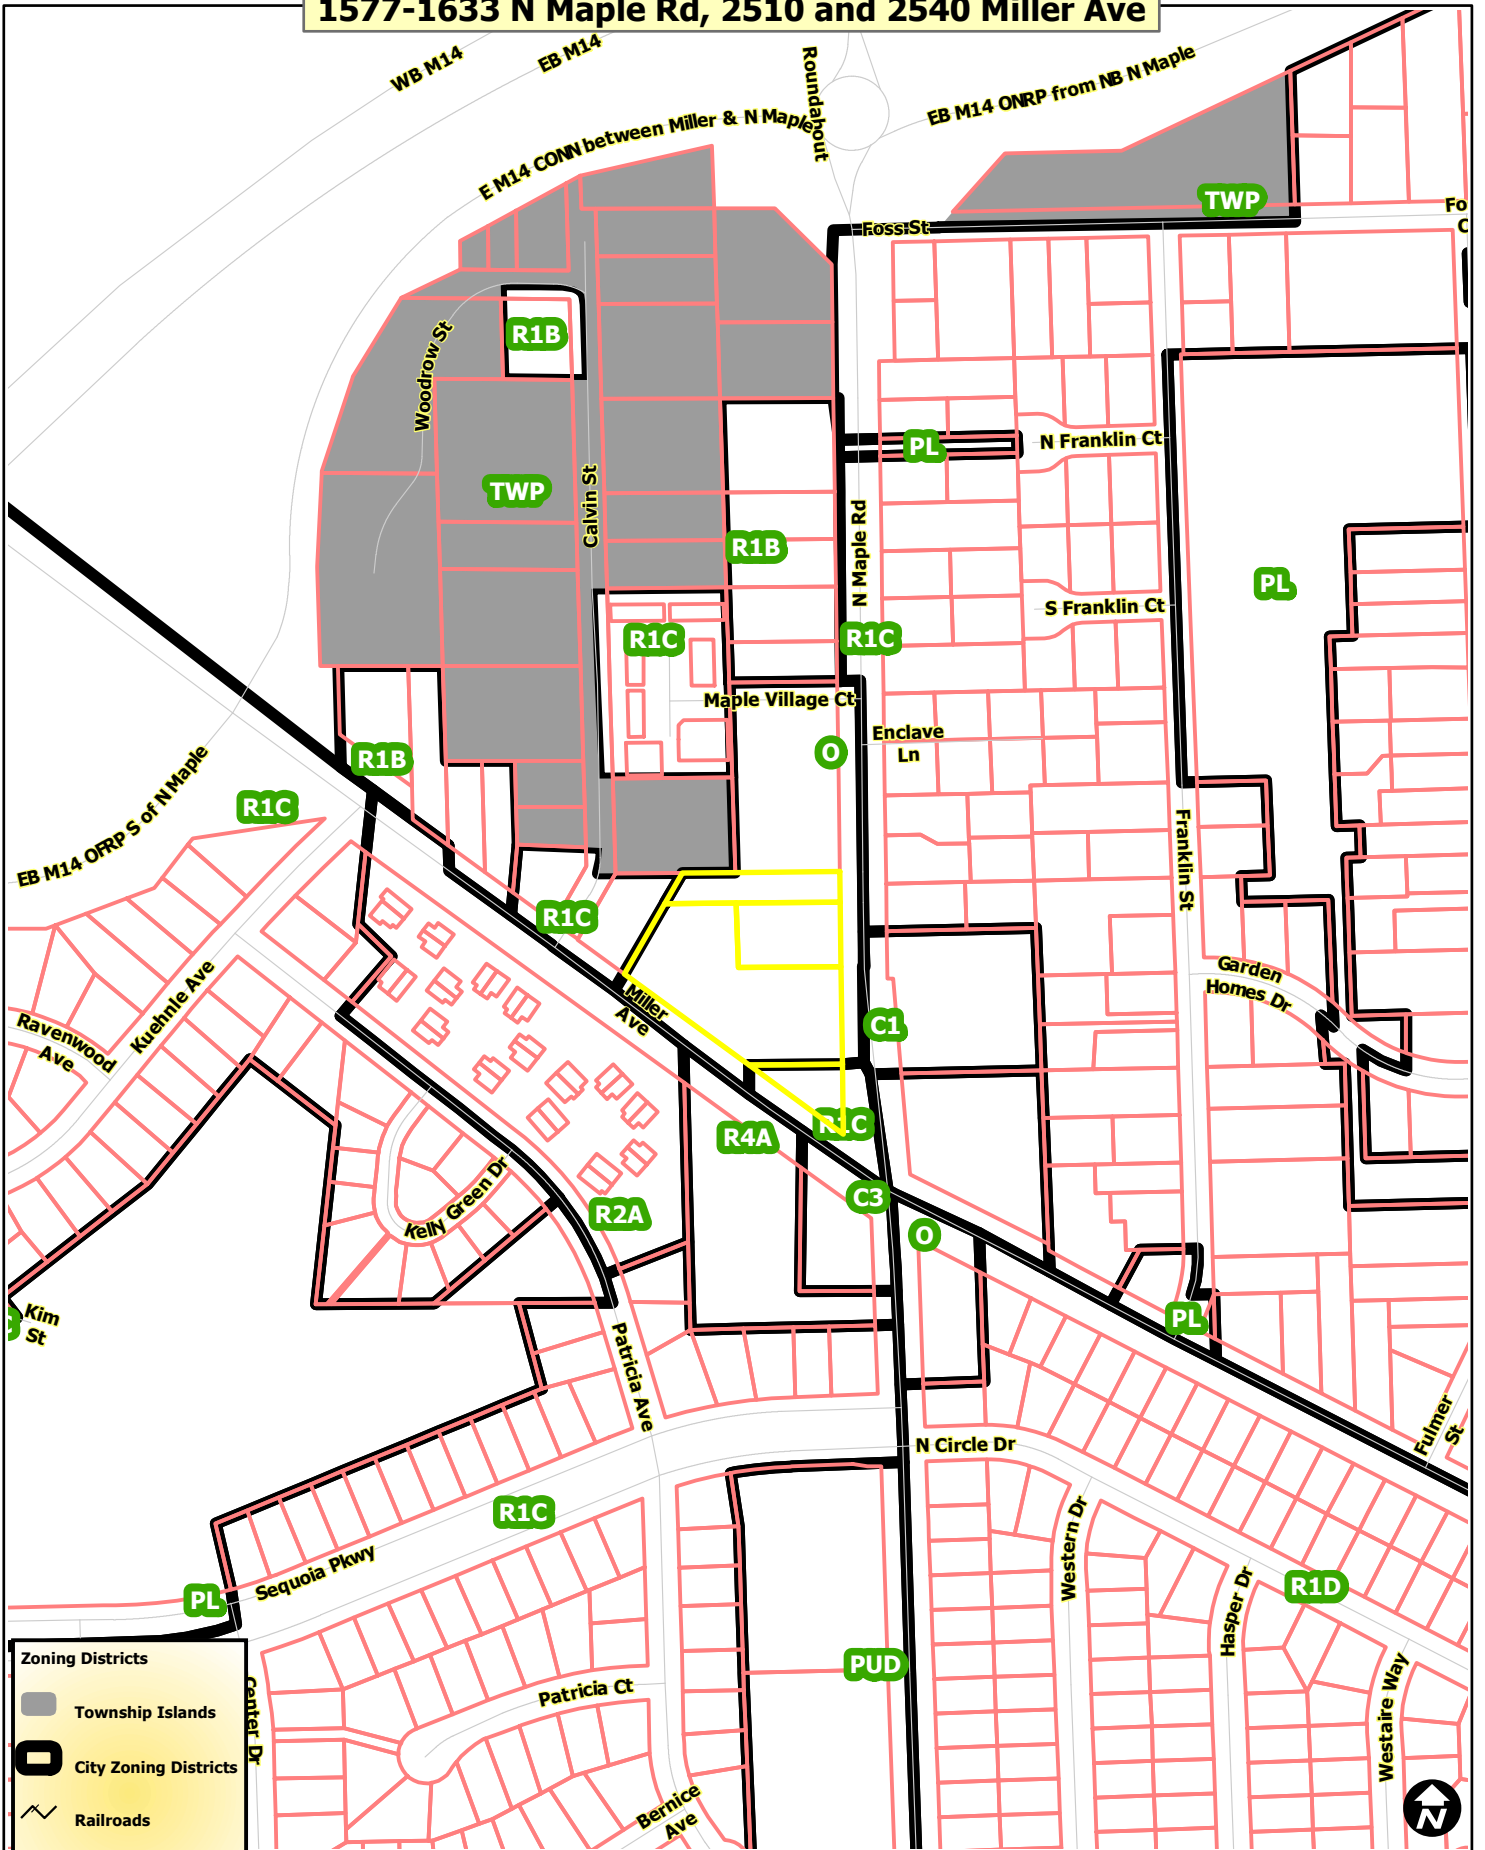 1577-1633 N Maple Rd, 2510 and 2540 Miller Ave
WB M14
EB M14
Roundabout
EB M14 ONRP from NB N Maple
E M14 CONN between Miller & N Maple
TWP
Fo
C
Foss St
R1B
Woodrow St
PL
N Franklin Ct
TWP
Calvin St
N Maple Rd
R1B
PL
S Franklin Ct
R1C
R1C
Maple Village Ct
Enclave
Ln
O
R1B
R1C
EB M14 OFRP S of N Maple
Franklin St
R1C
Garden
Homes Dr
Kuehnle Ave
Miller
Ave
C1
Ravenwood
Ave
R4A
R1C
Kelly Green Dr
C3
R2A
O
Kim
St
PL
Patricia Ave
Fulmer
St
N Circle Dr
R1C
Western Dr
Sequoia Pkwy
Hasper Dr
R1D
PL
PUD
Westaire Way
Patricia Ct
Center Dr
Bernice
Ave
Zoning Districts
Township Islands
City Zoning Districts
Railroads
N